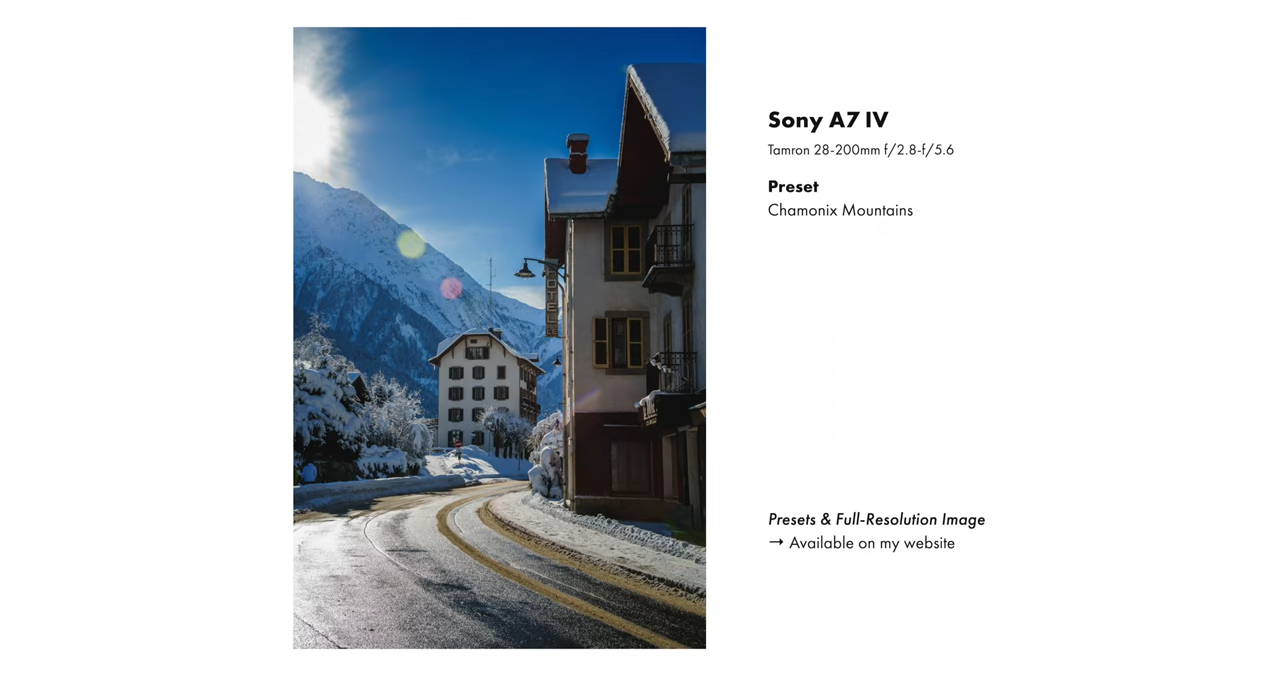 HOTEL
Sony A7 IV
Tamron 28-200mm f/2.8-f/5.6
Preset
Chamonix Mountains
Presets & Full-Resolution Image
→ Available on my website